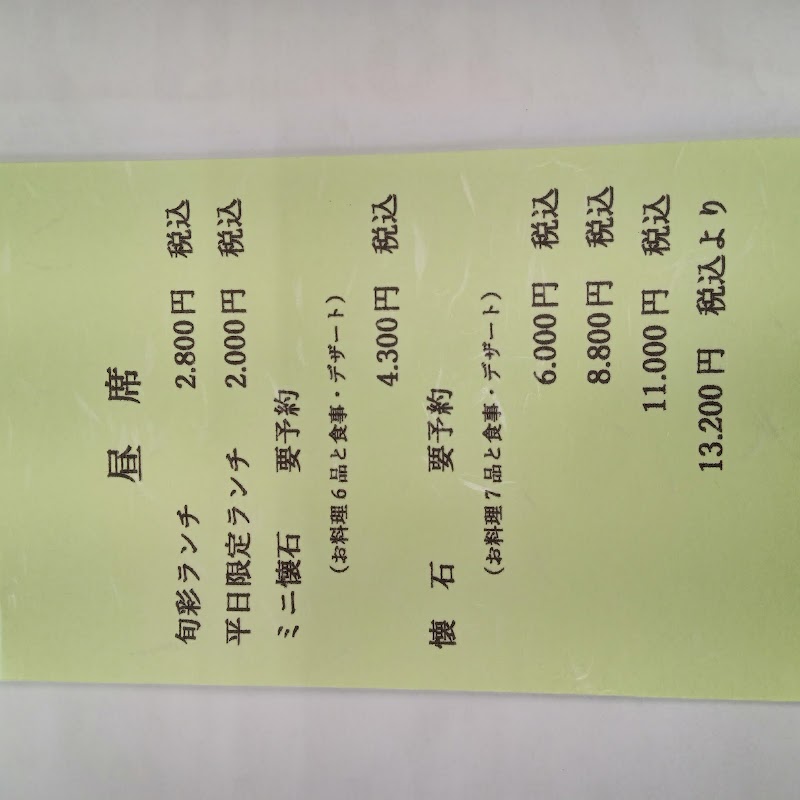 昼 席
旬彩ランチ 2.800円 税込
平日限定ランチ 2.000円 税込
ミニ懐石 要予約
(お料理6品と食事・デザート)
4.300円 税込
懐 石 要予約
(お料理7品と食事・デザート)
6.000円 税込
8.800円 税込
11.000円 税込
13.200円 税込より